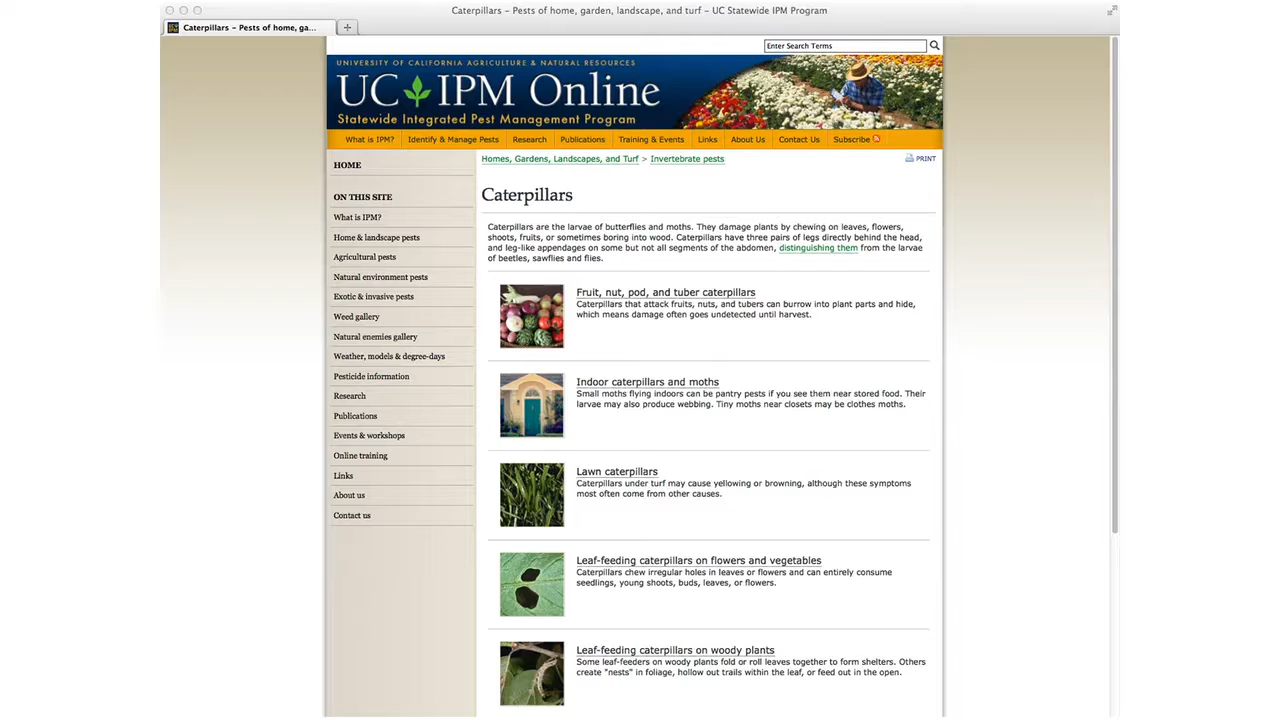 Caterpillars – Pests of home, garden, landscape, and turf – UC Statewide IPM Program
Caterpillars – Pests of home, ga...
Enter Search Terms
UNIVERSITY OF CALIFORNIA AGRICULTURE & NATURAL RESOURCES
UC IPM Online
Statewide Integrated Pest Management Program
What is IPM? Identify & Manage Pests Research Publications Training & Events Links About Us Contact Us Subscribe
HOME
ON THIS SITE
What is IPM?
Home & landscape pests
Agricultural pests
Natural environment pests
Exotic & invasive pests
Weed gallery
Natural enemies gallery
Weather, models & degree-days
Pesticide information
Research
Publications
Events & workshops
Online training
Links
About us
Contact us
Homes, Gardens, Landscapes, and Turf > Invertebrate pests
PRINT
Caterpillars
Caterpillars are the larvae of butterflies and moths. They damage plants by chewing on leaves, flowers,
shoots, fruits, or sometimes boring into wood. Caterpillars have three pairs of legs directly behind the head,
and leg-like appendages on some but not all segments of the abdomen, distinguishing them from the larvae
of beetles, sawflies and flies.
Fruit, nut, pod, and tuber caterpillars
Caterpillars that attack fruits, nuts, and tubers can burrow into plant parts and hide,
which means damage often goes undetected until harvest.
Indoor caterpillars and moths
Small moths flying indoors can be pantry pests if you see them near stored food. Their
larvae may also produce webbing. Tiny moths near closets may be clothes moths.
Lawn caterpillars
Caterpillars under turf may cause yellowing or browning, although these symptoms
most often come from other causes.
Leaf-feeding caterpillars on flowers and vegetables
Caterpillars chew irregular holes in leaves or flowers and can entirely consume
seedlings, young shoots, buds, leaves, or flowers.
Leaf-feeding caterpillars on woody plants
Some leaf-feeders on woody plants fold or roll leaves together to form shelters. Others
create "nests" in foliage, hollow out trails within the leaf, or feed out in the open.